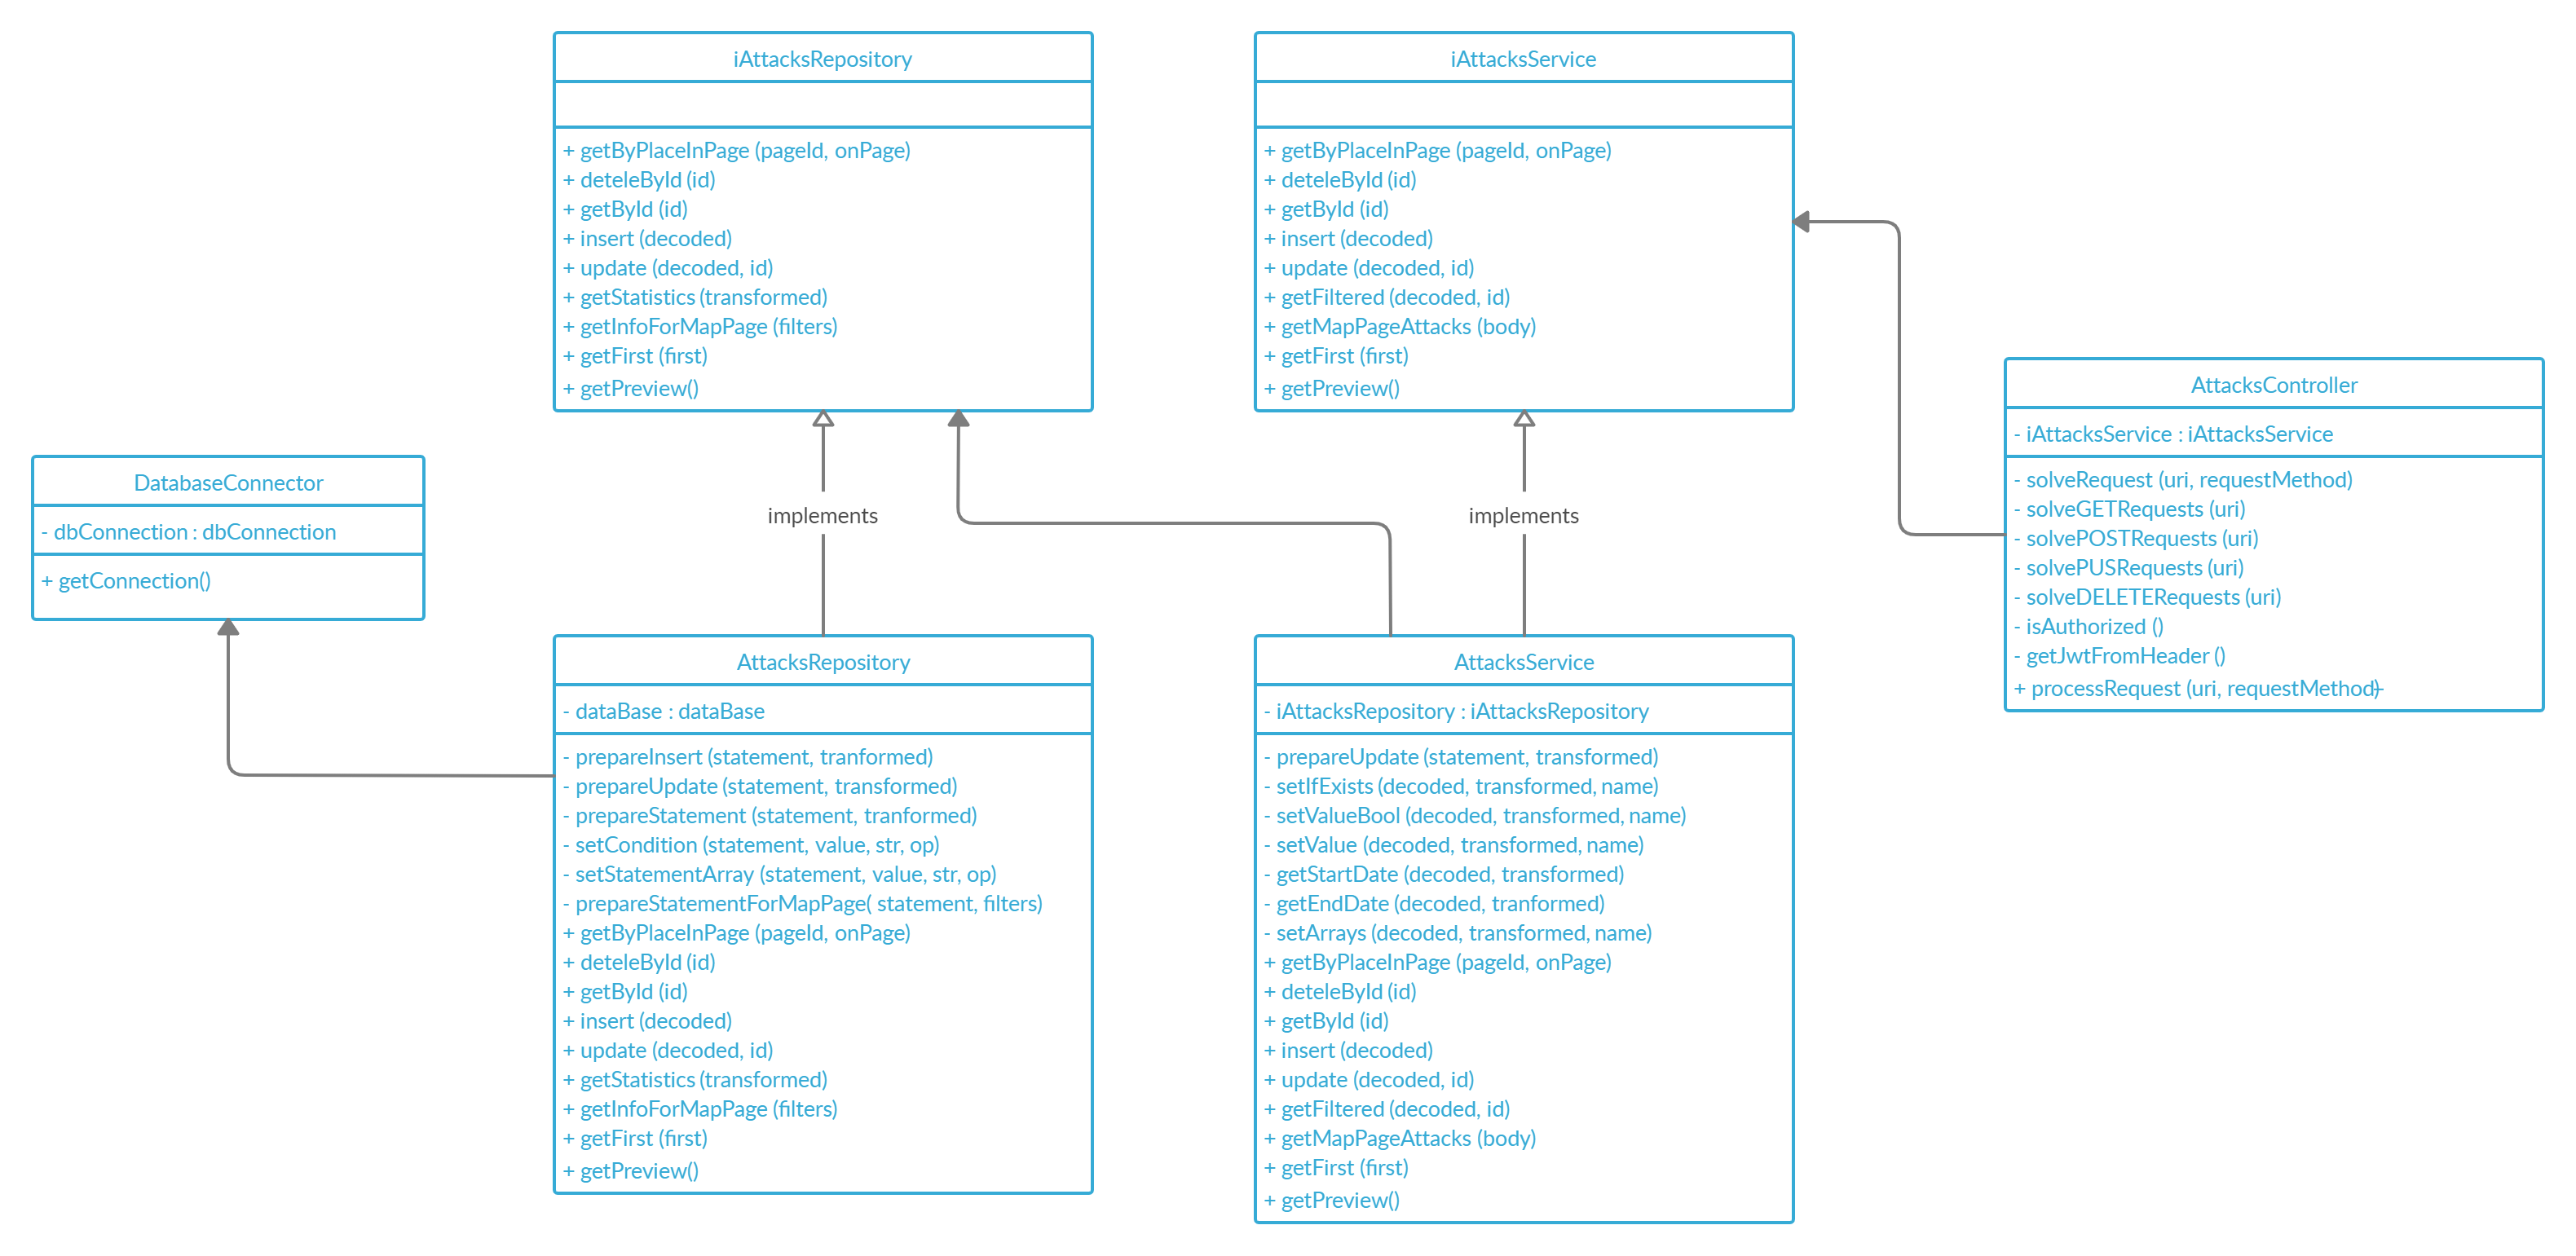 iAttacksRepository
+ getByPlaceInPage (pageId, onPage)
+ deteleById (id)
+ getById (id)
+ insert (decoded)
+ update (decoded, id)
+ getStatistics (transformed)
+ getInfoForMapPage (filters)
+ getFirst (first)
+ getPreview()
iAttacksService
+ getByPlaceInPage (pageId, onPage)
+ deteleById (id)
+ getById (id)
+ insert (decoded)
+ update (decoded, id)
+ getFiltered (decoded, id)
+ getMapPageAttacks (body)
+ getFirst (first)
+ getPreview()
AttacksController
- iAttacksService : iAttacksService
- solveRequest (uri, requestMethod)
- solveGETRequests (uri)
- solvePOSTRequests (uri)
- solvePUSRequests (uri)
- solveDELETERequests (uri)
- isAuthorized ()
- getJwtFromHeader ()
+ processRequest (uri, requestMethod)-
DatabaseConnector
- dbConnection : dbConnection
+ getConnection()
implements
implements
AttacksRepository
- dataBase : dataBase
- prepareInsert (statement, tranformed)
- prepareUpdate (statement, transformed)
- prepareStatement (statement, tranformed)
- setCondition (statement, value, str, op)
- setStatementArray (statement, value, str, op)
- prepareStatementForMapPage( statement, filters)
+ getByPlaceInPage (pageId, onPage)
+ deteleById (id)
+ getById (id)
+ insert (decoded)
+ update (decoded, id)
+ getStatistics (transformed)
+ getInfoForMapPage (filters)
+ getFirst (first)
+ getPreview()
AttacksService
- iAttacksRepository : iAttacksRepository
- prepareUpdate (statement, transformed)
- setIfExists (decoded, transformed, name)
- setValueBool (decoded, transformed, name)
- setValue (decoded, transformed, name)
- getStartDate (decoded, transformed)
- getEndDate (decoded, tranformed)
- setArrays (decoded, transformed, name)
+ getByPlaceInPage (pageId, onPage)
+ deteleById (id)
+ getById (id)
+ insert (decoded)
+ update (decoded, id)
+ getFiltered (decoded, id)
+ getMapPageAttacks (body)
+ getFirst (first)
+ getPreview()